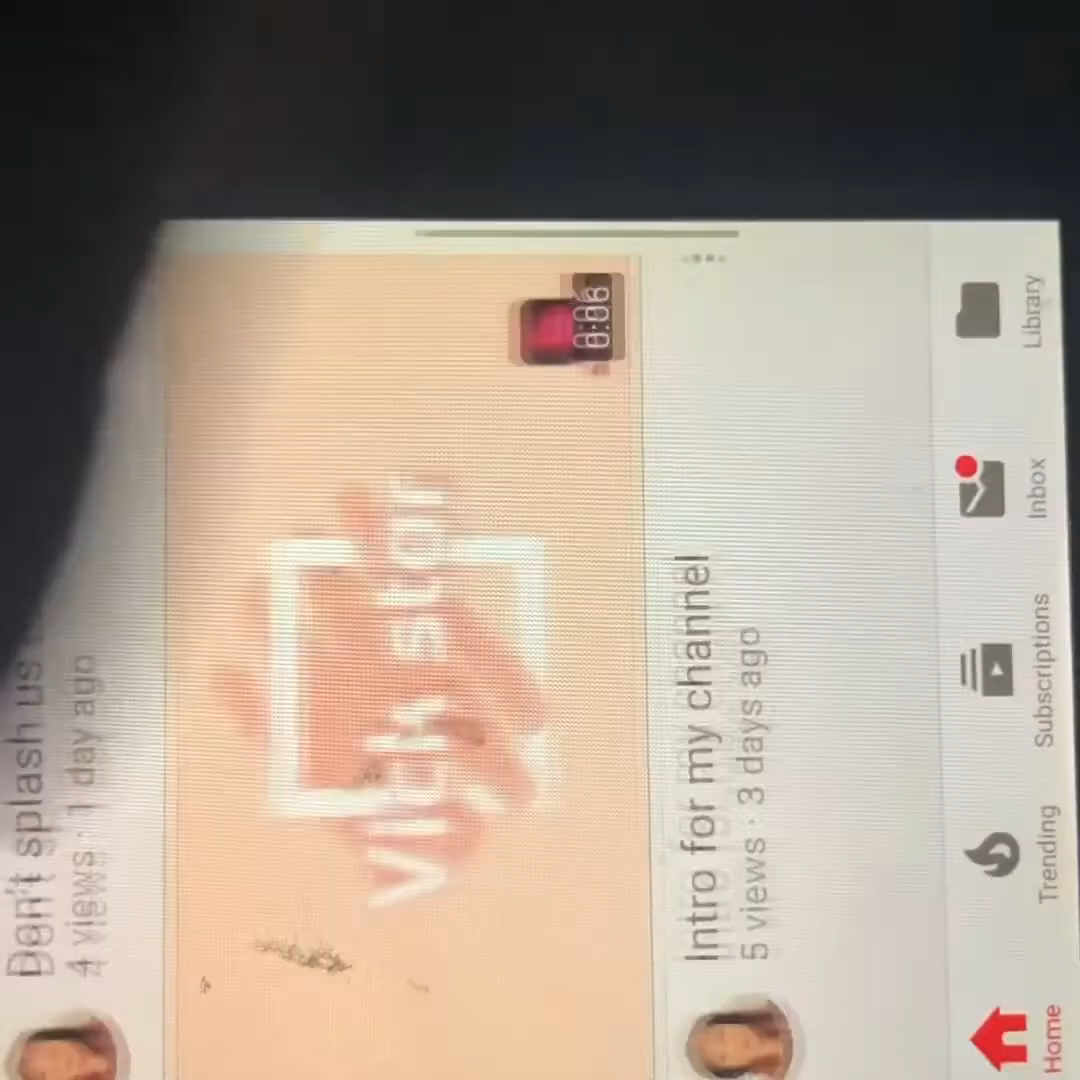 Don't splash us
4 views · 1 day ago
0:06
Intro for my channel
5 views · 3 days ago
Home
Trending
Subscriptions
Inbox
Library